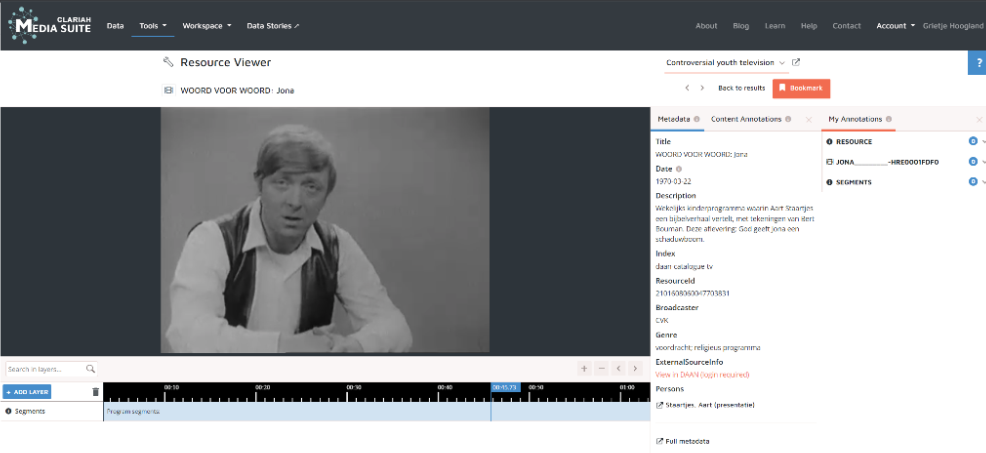 CLARIAH
MEDIA SUITE
Data
Tools
Workspace
Data Stories
About
Blog
Learn
Help
Contact
Account
Grietje Hoogland
Resource Viewer
Controversial youth television
?
WOORD VOOR WOORD: Jona
Back to results
Bookmark
Metadata
Content Annotations
My Annotations
Title
WOORD VOOR WOORD: Jona
Date
1970-03-22
Description
Wekelijks kinderprogramma waarin Aart Staartjes
een bijbelverhaal vertelt, met tekeningen van Bert
Bouman. Deze aflevering: God geeft Jona een
schaduwboom.
Index
daan catalogue tv
ResourceId
2101608060047703831
Broadcaster
CVK
Genre
voordracht; religieus programma
ExternalSourceInfo
View in DAAN (login required)
Persons
Staartjes, Aart (presentatie)
Full metadata
RESOURCE
0
JONA_________-HRE0001FDF0
0
SEGMENTS
0
Search in layers...
+ ADD LAYER
00:10
00:20
00:30
00:40
00:45.73
00:50
01:00
Segments
Program segments